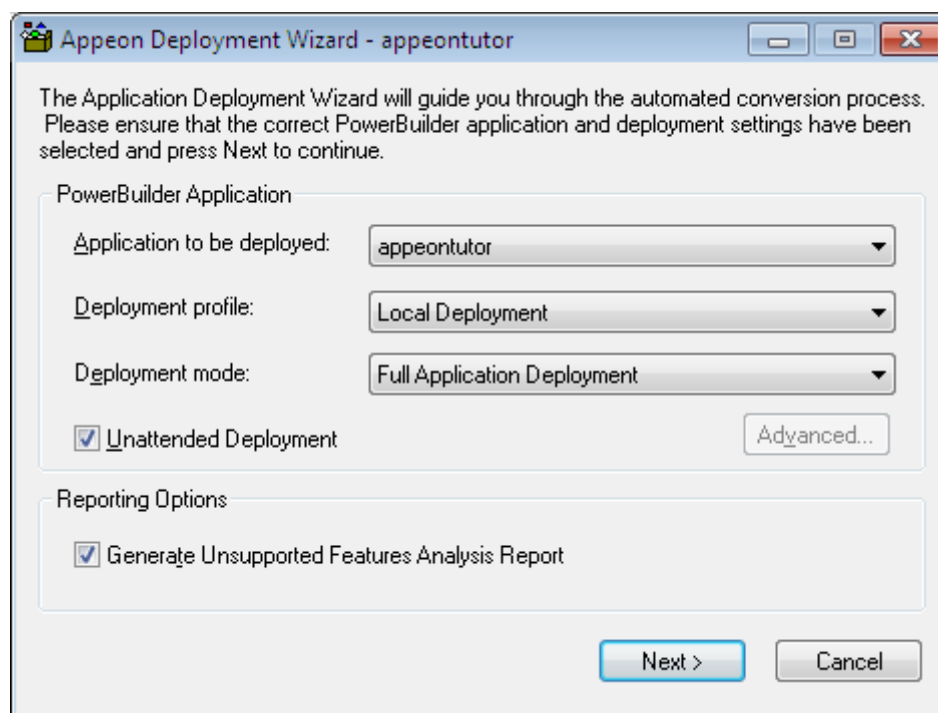 Appeon Deployment Wizard - appeontutor
The Application Deployment Wizard will guide you through the automated conversion process.
Please ensure that the correct PowerBuilder application and deployment settings have been
selected and press Next to continue.
PowerBuilder Application
Application to be deployed: appeontutor
Deployment profile: Local Deployment
Deployment mode: Full Application Deployment
Unattended Deployment Advanced...
Reporting Options
Generate Unsupported Features Analysis Report
Next > Cancel